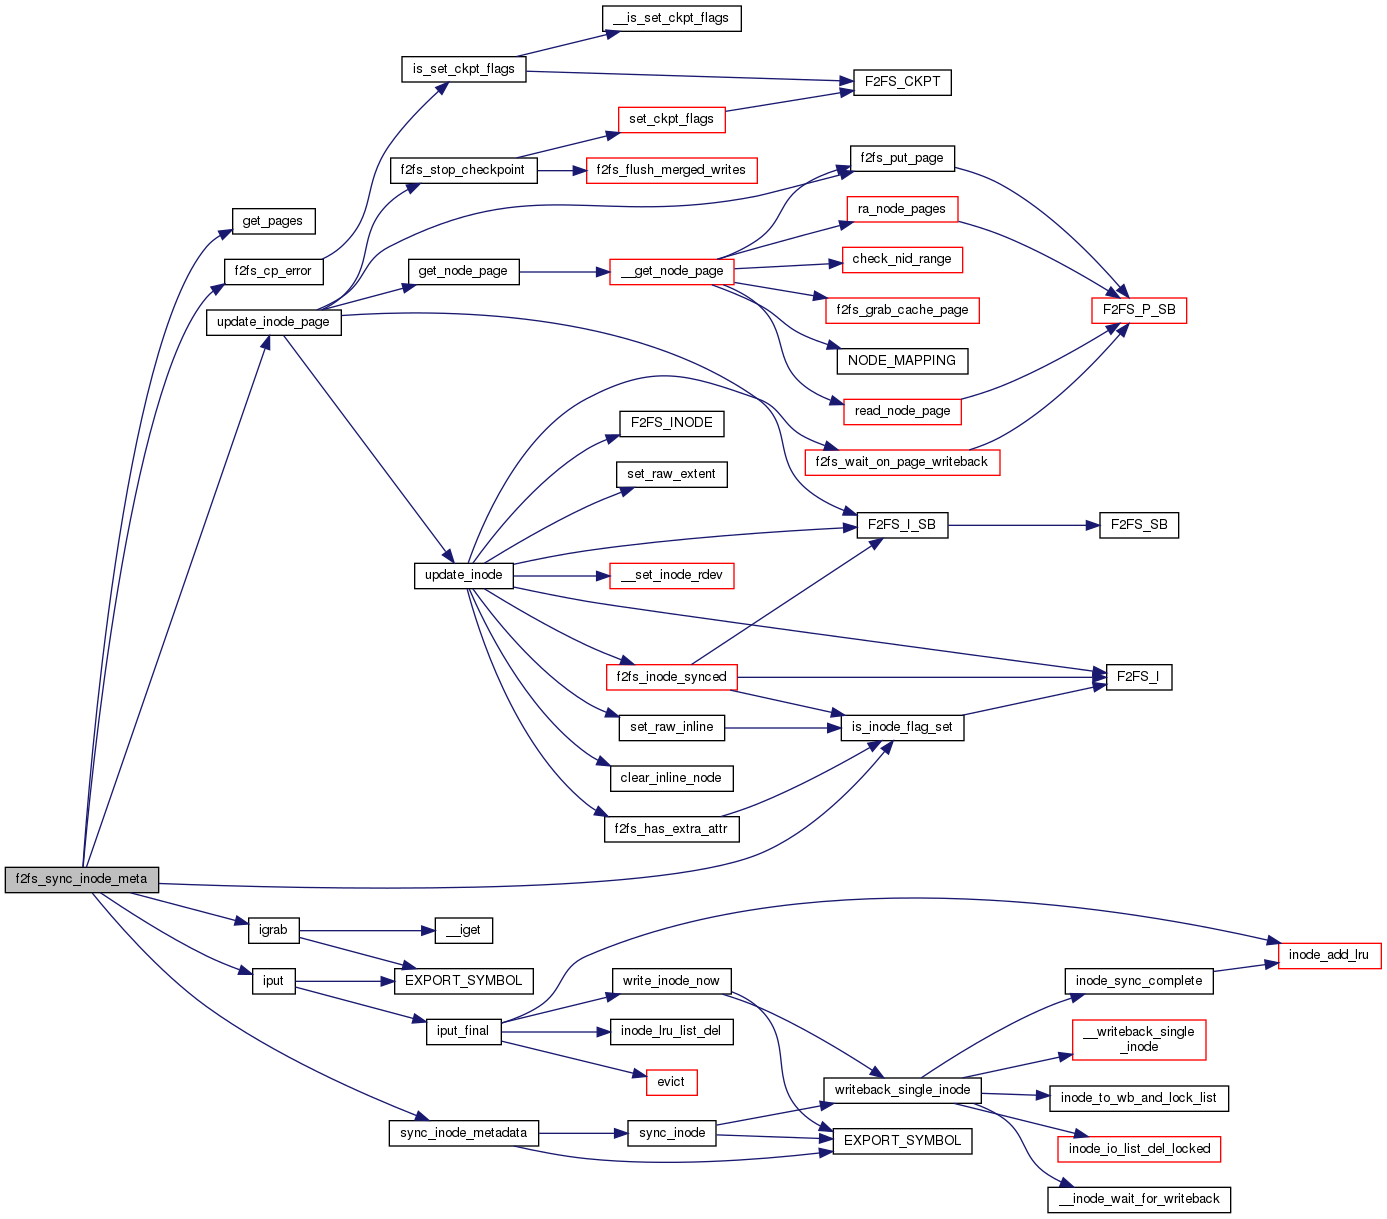 __is_set_ckpt_flags
is_set_ckpt_flags
F2FS_CKPT
set_ckpt_flags
f2fs_put_page
f2fs_stop_checkpoint
f2fs_flush_merged_writes
ra_node_pages
get_pages
check_nid_range
f2fs_cp_error
get_node_page
__get_node_page
f2fs_grab_cache_page
F2FS_P_SB
update_inode_page
NODE_MAPPING
read_node_page
F2FS_INODE
f2fs_wait_on_page_writeback
set_raw_extent
F2FS_I_SB
F2FS_SB
update_inode
__set_inode_rdev
f2fs_inode_synced
F2FS_I
set_raw_inline
is_inode_flag_set
clear_inline_node
f2fs_has_extra_attr
f2fs_sync_inode_meta
igrab
__iget
inode_add_lru
iput
EXPORT_SYMBOL
write_inode_now
inode_sync_complete
iput_final
inode_lru_list_del
__writeback_single
_inode
evict
writeback_single_inode
inode_to_wb_and_lock_list
sync_inode_metadata
sync_inode
EXPORT_SYMBOL
inode_io_list_del_locked
__inode_wait_for_writeback